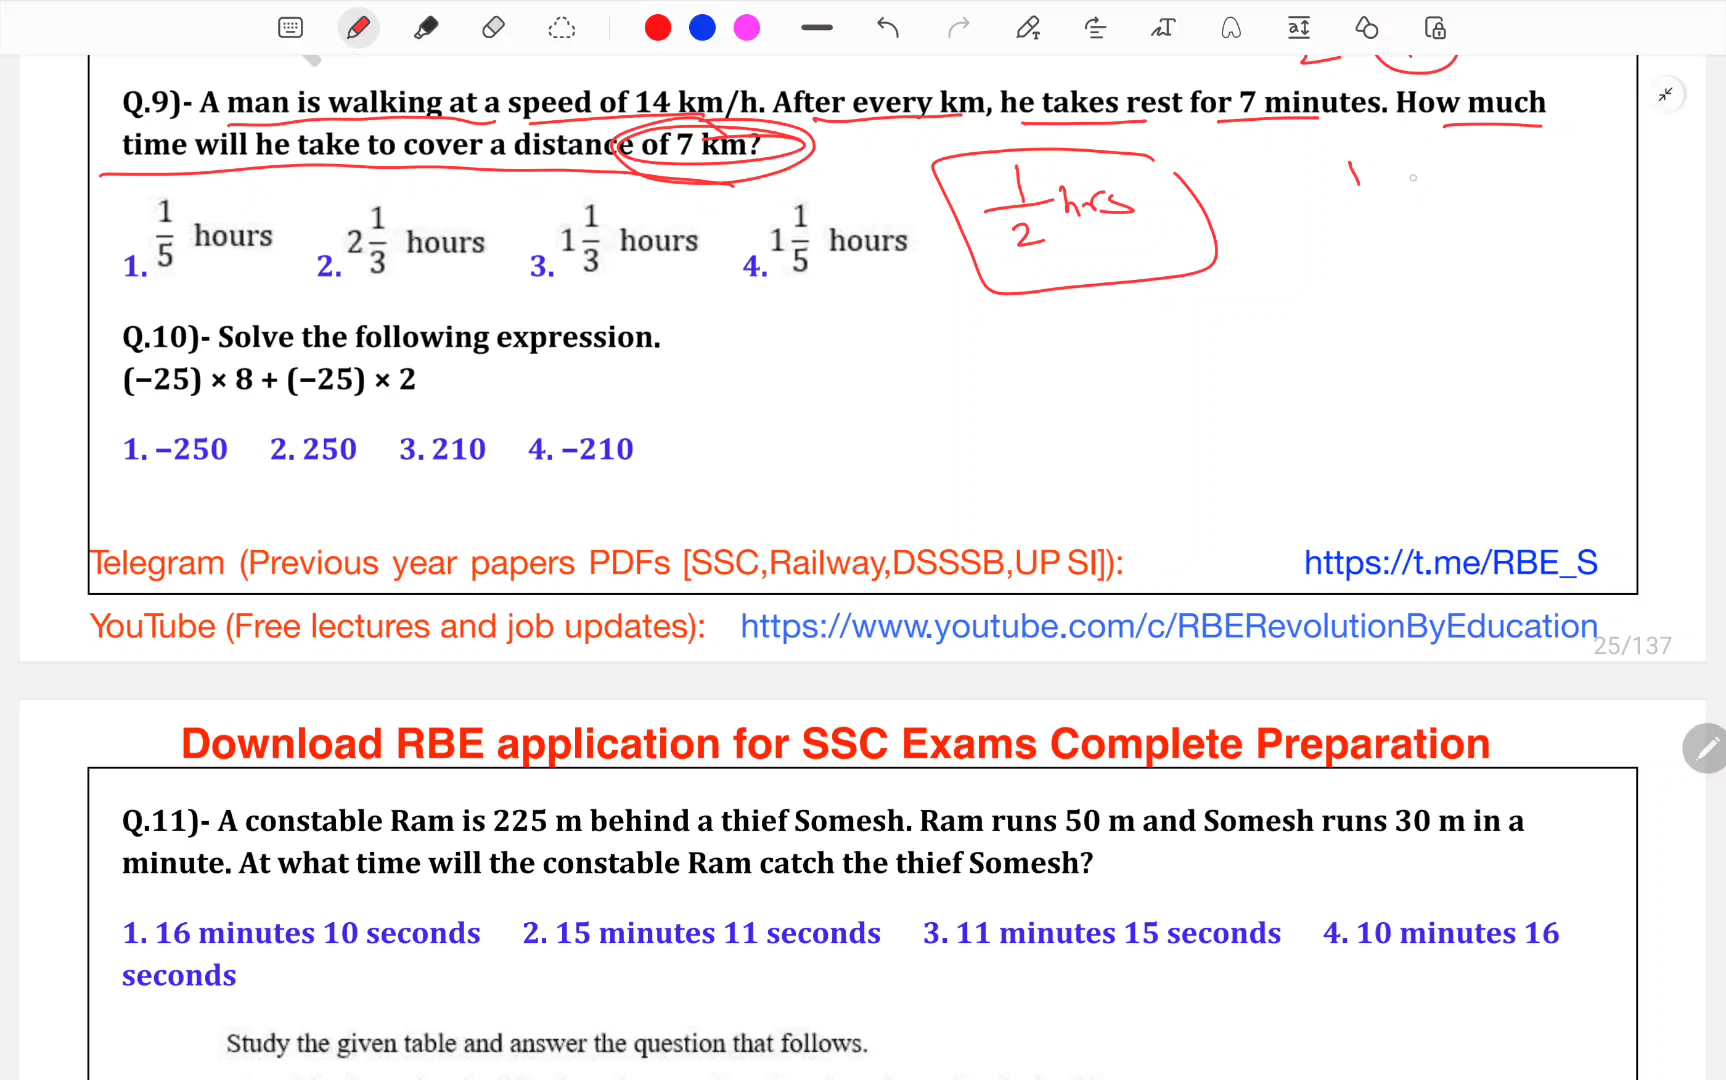 Q.9)- A man is walking at a speed of 14 km/h. After every km, he takes rest for 7 minutes. How much
time will he take to cover a distance of 7 km?
1. 1/5 hours 2. 2 1/3 hours 3. 1 1/3 hours 4. 1 1/5 hours
1/2 hrs
Q.10)- Solve the following expression.
(−25) × 8 + (−25) × 2
1. −250 2. 250 3. 210 4. −210
Telegram (Previous year papers PDFs [SSC,Railway,DSSSB,UP SI]): https://t.me/RBE_S
YouTube (Free lectures and job updates): https://www.youtube.com/c/RBERevolutionByEducation
25/137
Download RBE application for SSC Exams Complete Preparation
Q.11)- A constable Ram is 225 m behind a thief Somesh. Ram runs 50 m and Somesh runs 30 m in a
minute. At what time will the constable Ram catch the thief Somesh?
1. 16 minutes 10 seconds 2. 15 minutes 11 seconds 3. 11 minutes 15 seconds 4. 10 minutes 16
seconds
Study the given table and answer the question that follows.